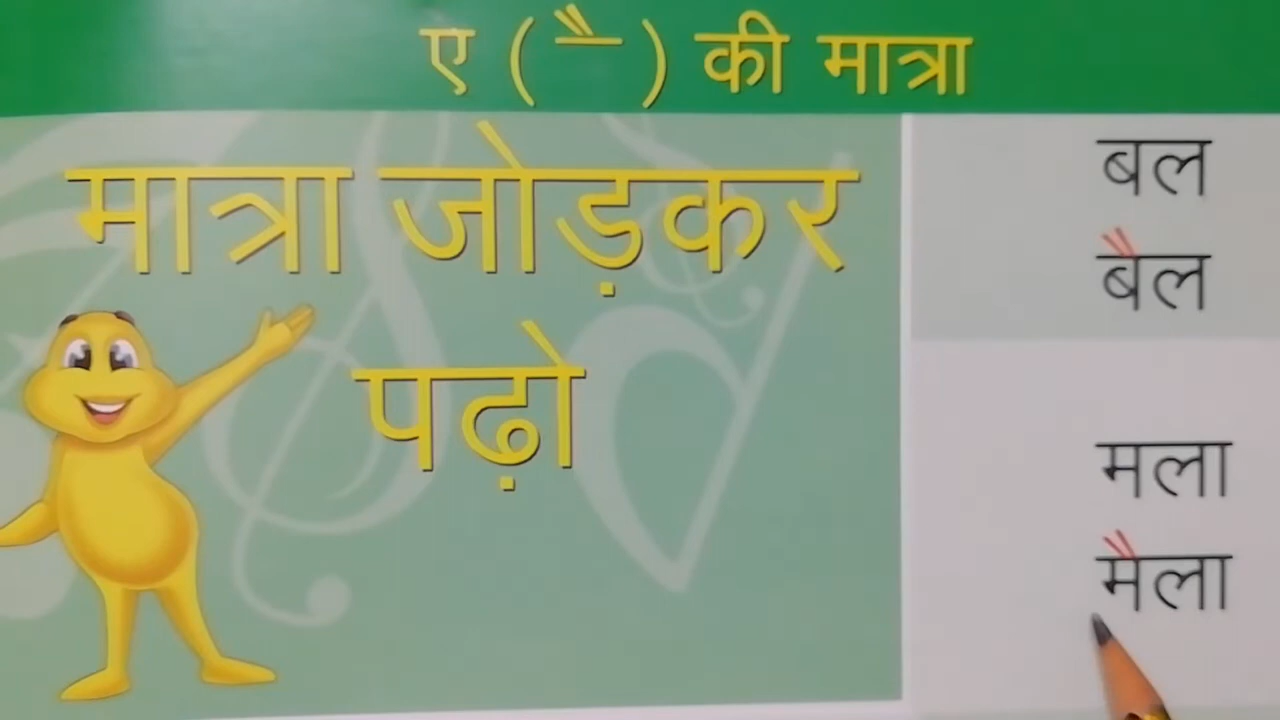 ए ( ै ) की मात्रा
मात्रा जोड़कर
पढ़ो
बल
बैल
मला
मैला